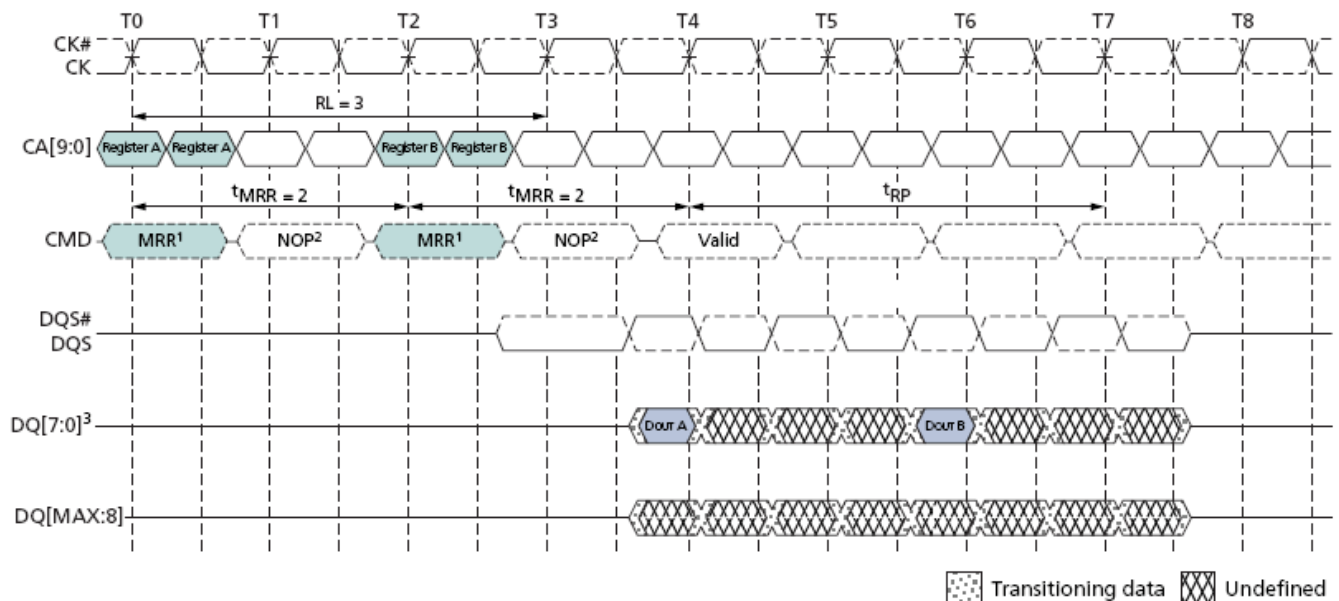 T0 T1 T2 T3 T4 T5 T6 T7 T8
CK#
CK
RL = 3
CA[9:0] Register A Register A Register B Register B
tMRR = 2 tMRR = 2 tRP
CMD MRR1 NOP2 MRR1 NOP2 Valid
DQS#
DQS
DQ[7:0]3 DOUT A DOUT B
DQ[MAX:8]
Transitioning data Undefined